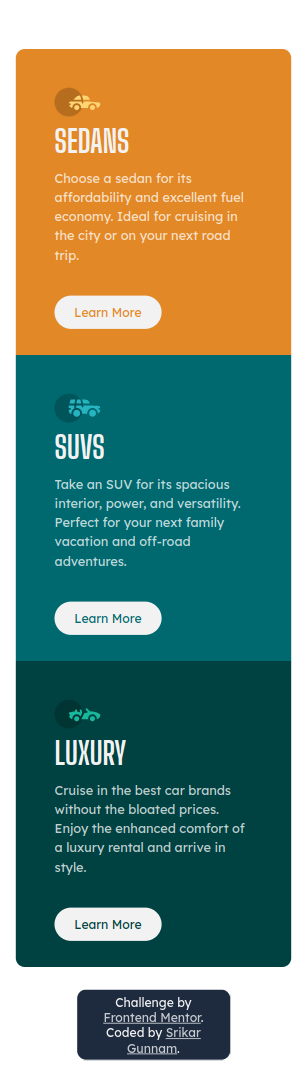 SEDANS
Choose a sedan for its
affordability and excellent fuel
economy. Ideal for cruising in
the city or on your next road
trip.
Learn More
SUVS
Take an SUV for its spacious
interior, power, and versatility.
Perfect for your next family
vacation and off-road
adventures.
Learn More
LUXURY
Cruise in the best car brands
without the bloated prices.
Enjoy the enhanced comfort of
a luxury rental and arrive in
style.
Learn More
Challenge by
Frontend Mentor.
Coded by Srikar
Gunnam.